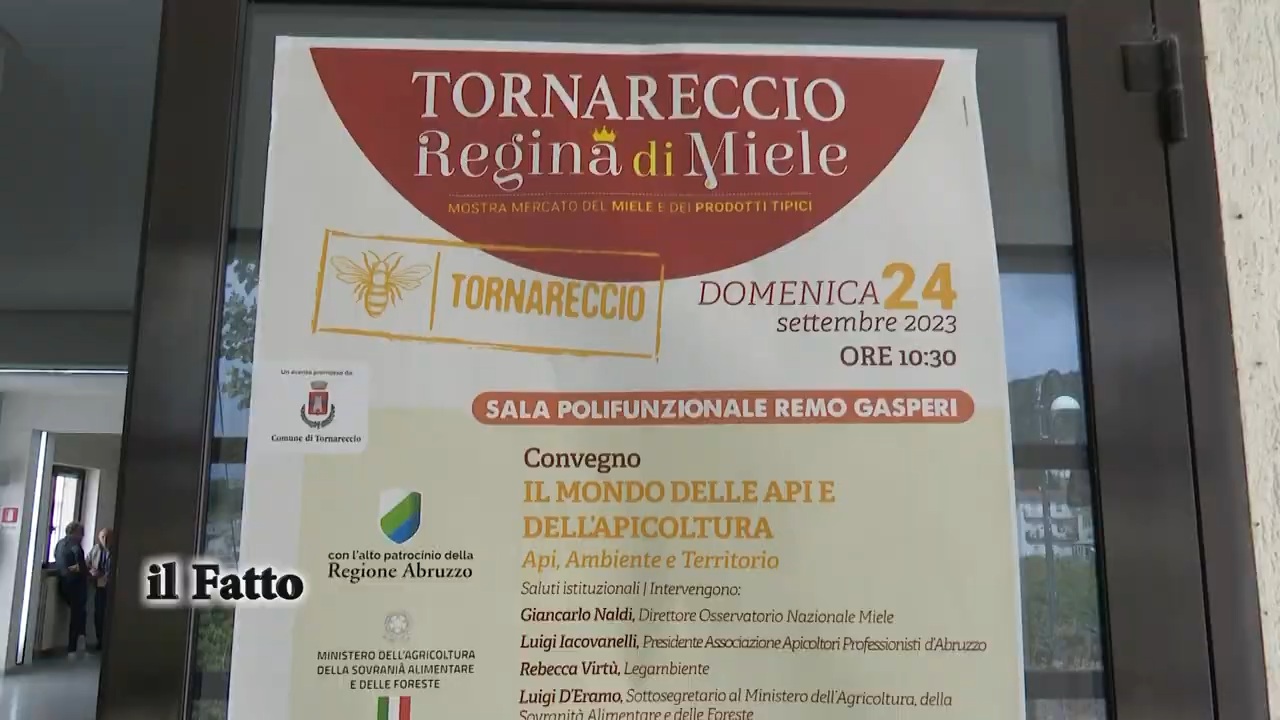 TORNARECCIO
Regina di Miele
MOSTRA MERCATO DEL MIELE E DEI PRODOTTI TIPICI
TORNARECCIO
DOMENICA 24
settembre 2023
ORE 10:30
Un evento promosso da:
Comune di Tornareccio
SALA POLIFUNZIONALE REMO GASPERI
Convegno
IL MONDO DELLE API E
DELL'APICOLTURA
Api, Ambiente e Territorio
Saluti istituzionali | Intervengono:
Giancarlo Naldi, Direttore Osservatorio Nazionale Miele
Luigi Iacovanelli, Presidente Associazione Apicoltori Professionisti d'Abruzzo
Rebecca Virtù, Legambiente
Luigi D'Eramo, Sottosegretario al Ministero dell'Agricoltura, della
Sovranità Alimentare e delle Foreste
con l'alto patrocinio della
Regione Abruzzo
MINISTERO DELL'AGRICOLTURA
DELLA SOVRANIÀ ALIMENTARE
E DELLE FORESTE
il Fatto